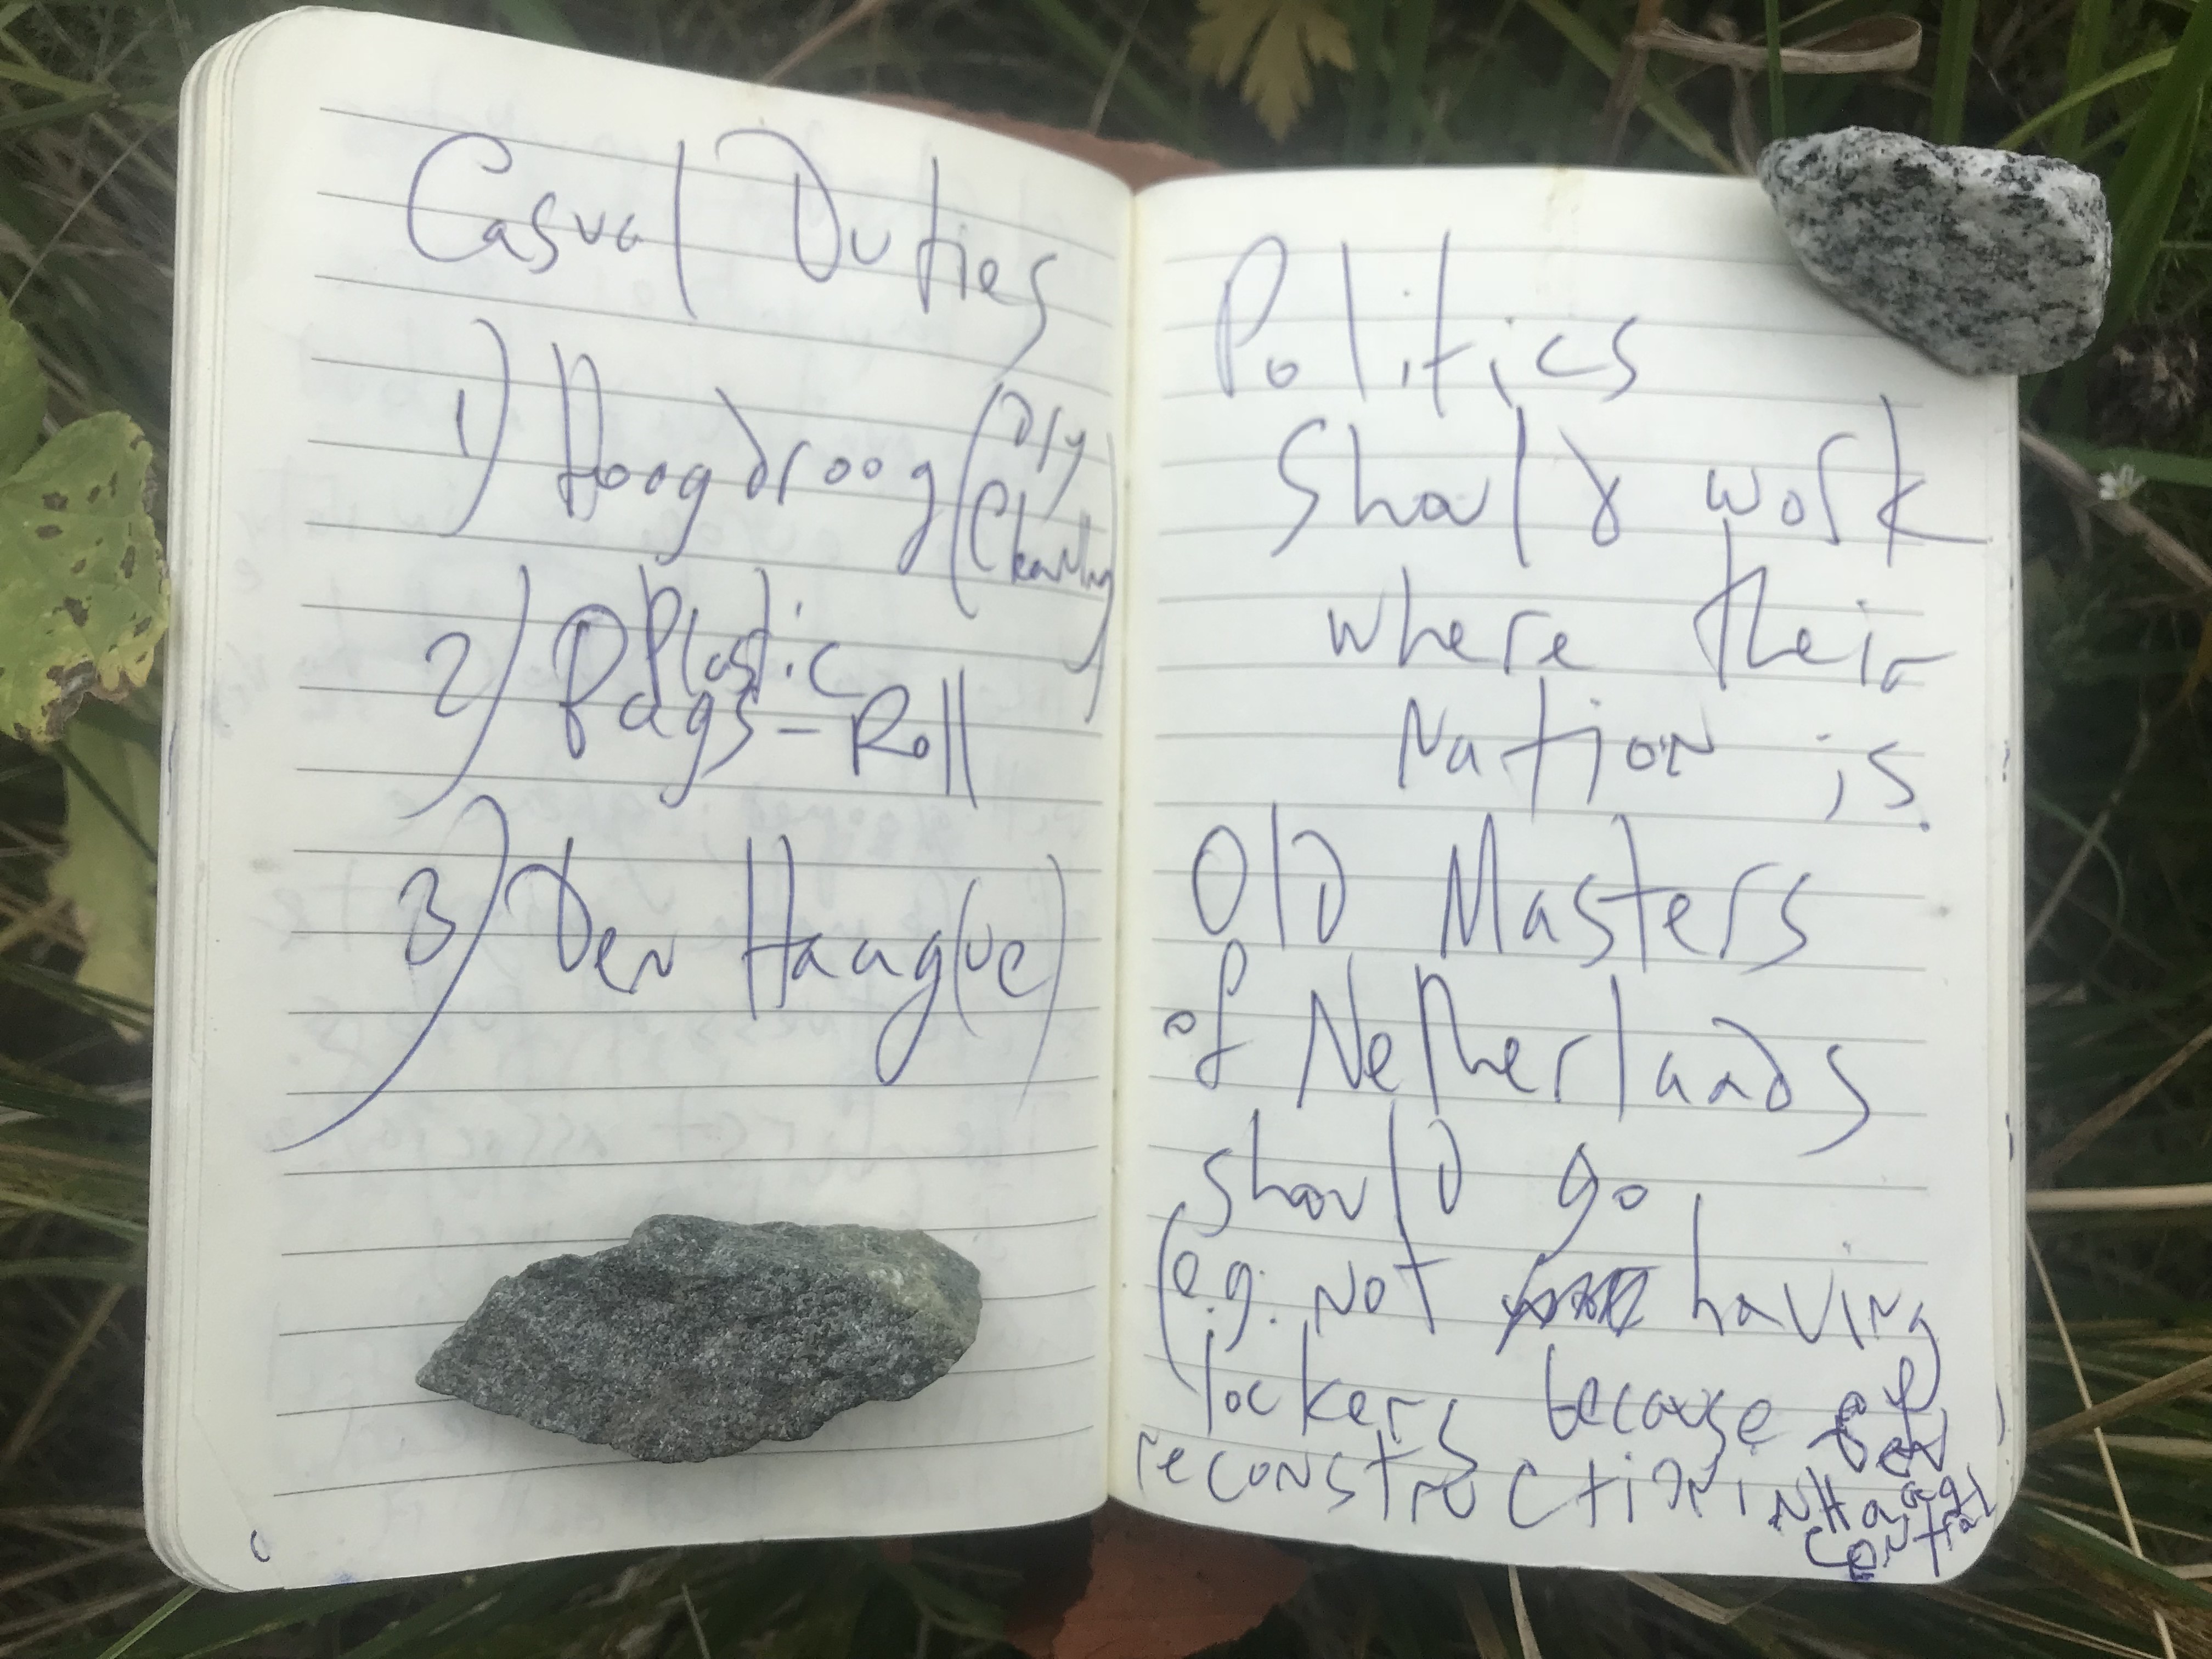 Casual Duties
1) Hoogdroog (Dry
Cleaning)
2) Plastic
Bags - Roll
3) Den Haag(ue)
Politics
Should work
where their
Nation is.
Old Masters
of Netherlands
should go
(e.g. not having
lockers because of
reconstruction in Den
Haag
Central)